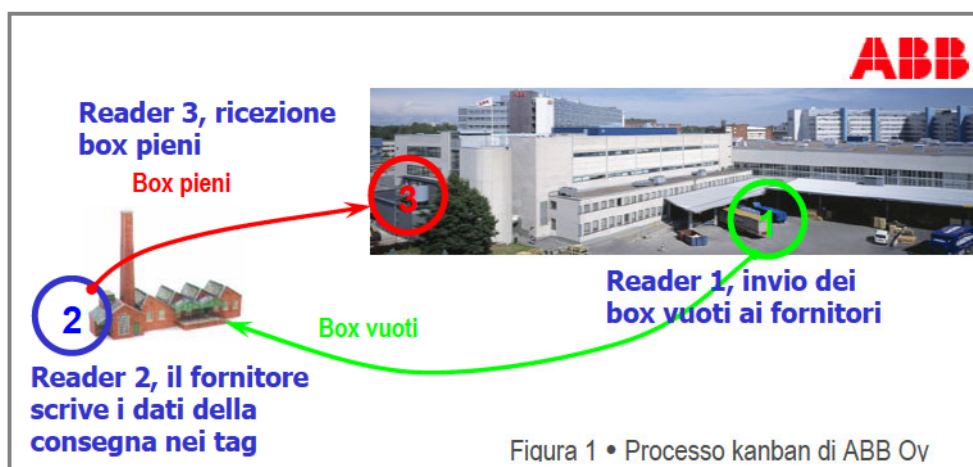 ABB
Reader 3, ricezione
box pieni
Box pieni
3
1
Reader 1, invio dei
box vuoti ai fornitori
2
Box vuoti
Reader 2, il fornitore
scrive i dati della
consegna nei tag
Figura 1 • Processo kanban di ABB Oy